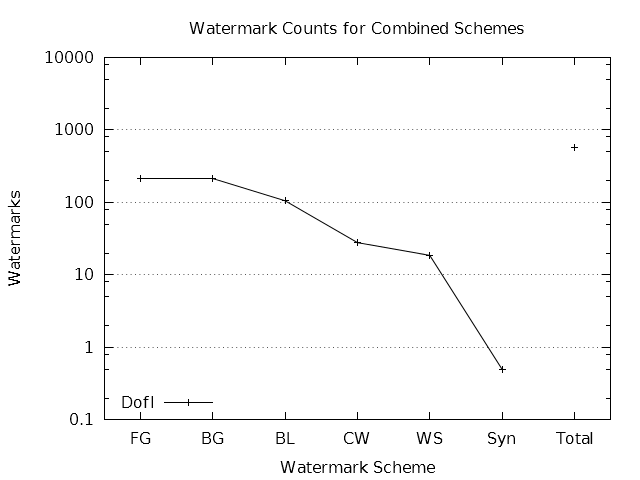 Watermark Counts for Combined Schemes
10000
1000
100
10
1
0.1
Watermarks
Dofl
FG BG BL CW WS Syn Total
Watermark Scheme